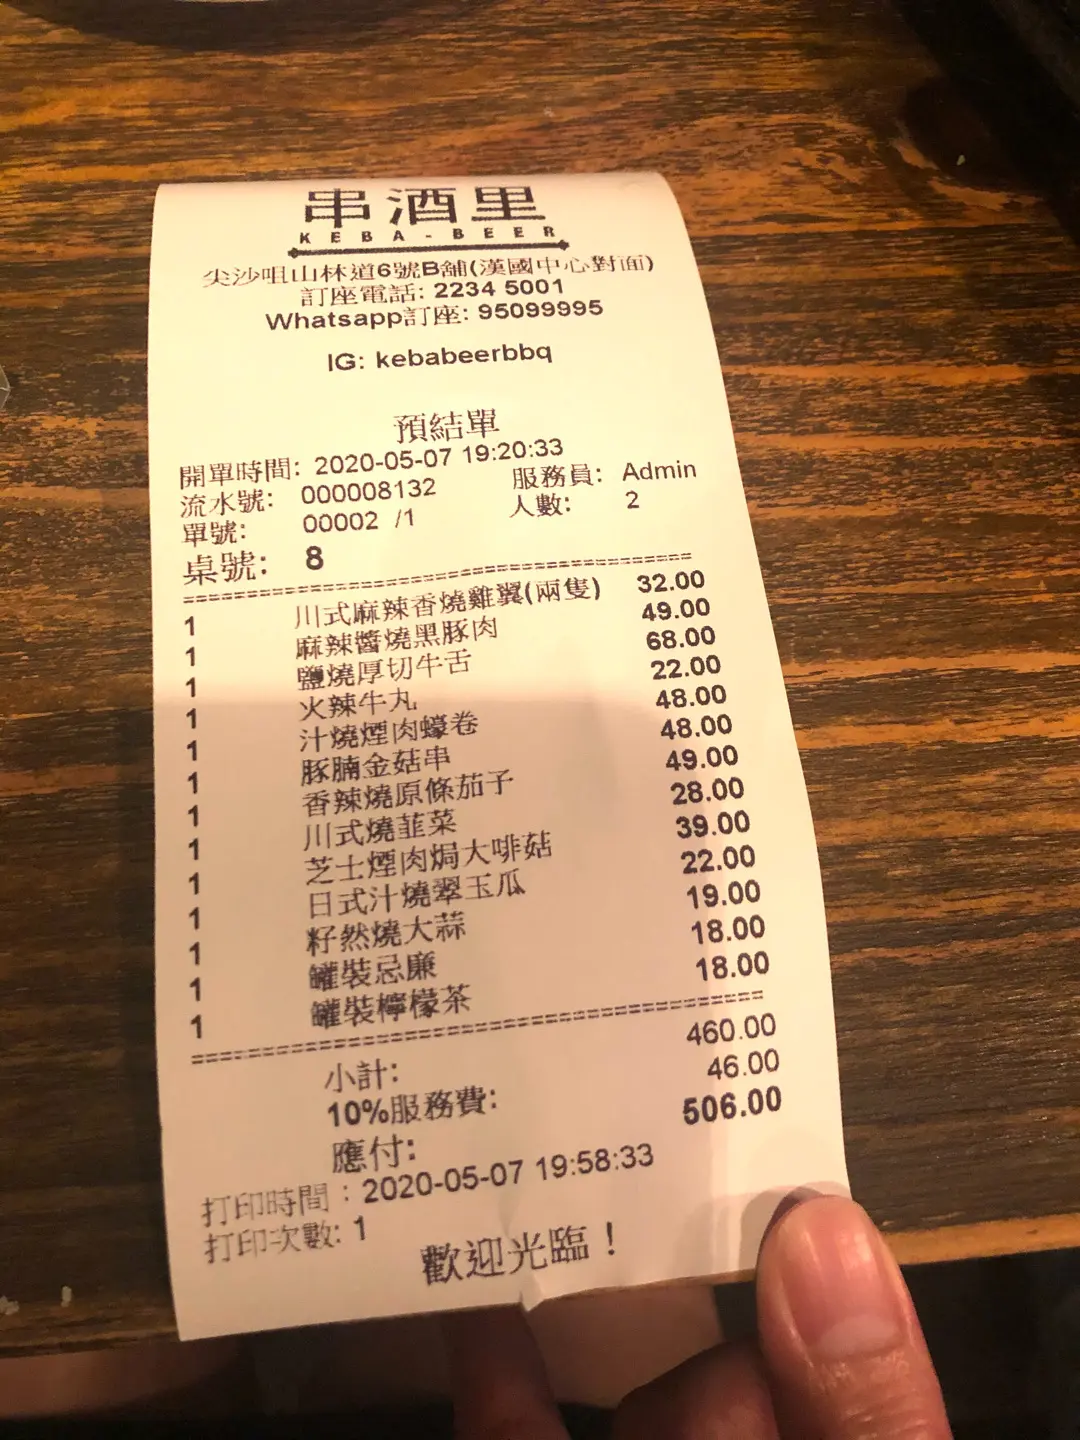 串酒里
KEBA-BEER
尖沙咀山林道6號B舖(漢國中心對面)
訂座電話: 2234 5001
Whatsapp訂座: 95099995
IG: kebabeerbbq
預結單
開單時間: 2020-05-07 19:20:33
流水號: 000008132 服務員: Admin
單號: 00002 /1 人數: 2
桌號: 8
1 川式麻辣香燒雞翼(兩隻) 32.00
1 麻辣醬燒黑豚肉 49.00
1 鹽燒厚切牛舌 68.00
1 火辣牛丸 22.00
1 汁燒煙肉蠔卷 48.00
1 豚腩金菇串 48.00
1 香辣燒原條茄子 49.00
1 川式燒韮菜 28.00
1 芝士煙肉焗大啡菇 39.00
1 日式汁燒翠玉瓜 22.00
1 籽然燒大蒜 19.00
1 罐裝忌廉 18.00
1 罐裝檸檬茶 18.00
小計: 460.00
10%服務費: 46.00
應付: 506.00
打印時間 : 2020-05-07 19:58:33
打印次數: 1
歡迎光臨！